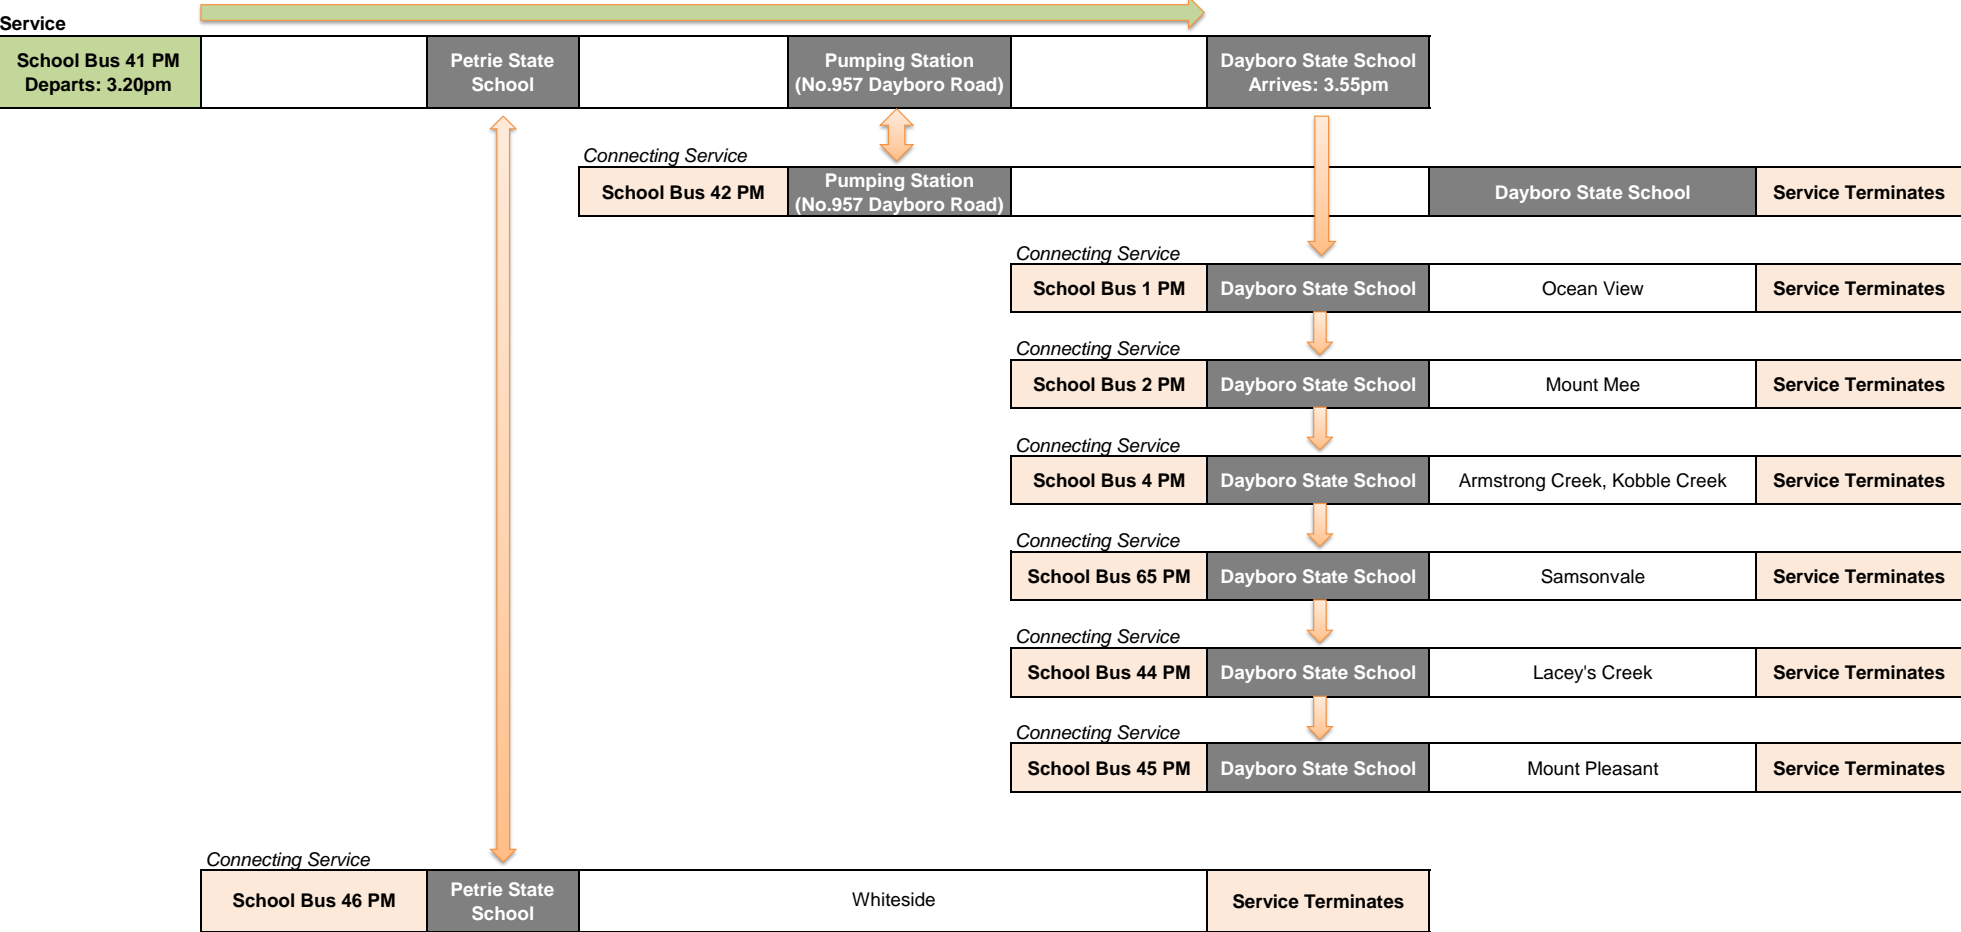 Service
School Bus 41 PM
Departs: 3.20pm
Petrie State
School
Pumping Station
(No.957 Dayboro Road)
Dayboro State School
Arrives: 3.55pm
Connecting Service
School Bus 42 PM
Pumping Station
(No.957 Dayboro Road)
Dayboro State School
Service Terminates
Connecting Service
School Bus 1 PM
Dayboro State School
Ocean View
Service Terminates
Connecting Service
School Bus 2 PM
Dayboro State School
Mount Mee
Service Terminates
Connecting Service
School Bus 4 PM
Dayboro State School
Armstrong Creek, Kobble Creek
Service Terminates
Connecting Service
School Bus 65 PM
Dayboro State School
Samsonvale
Service Terminates
Connecting Service
School Bus 44 PM
Dayboro State School
Lacey's Creek
Service Terminates
Connecting Service
School Bus 45 PM
Dayboro State School
Mount Pleasant
Service Terminates
Connecting Service
School Bus 46 PM
Petrie State
School
Whiteside
Service Terminates